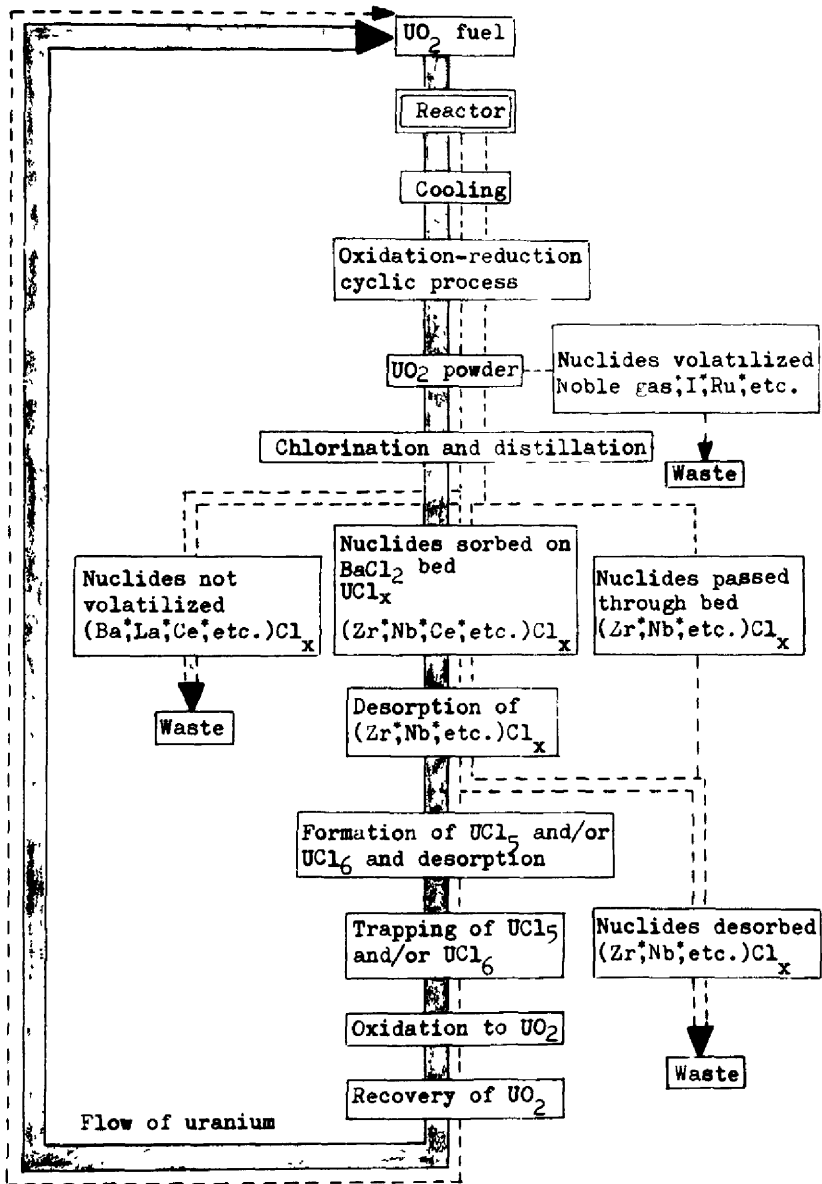 UO2 fuel
Reactor
Cooling
Oxidation-reduction
cyclic process
UO2 powder
Nuclides volatilized
Noble gas*,I*,Ru*,etc.
Waste
Chlorination and distillation
Nuclides not
volatilized
(Ba*,La*,Ce*,etc.)Clx
Waste
Nuclides sorbed on
BaCl2 bed
UClx
(Zr*,Nb*,Ce*,etc.)Clx
Nuclides passed
through bed
(Zr*,Nb*,etc.)Clx
Desorption of
(Zr*,Nb*,etc.)Clx
Formation of UCl5 and/or
UCl6 and desorption
Trapping of UCl5
and/or UCl6
Nuclides desorbed
(Zr*,Nb*,etc.)Clx
Waste
Oxidation to UO2
Recovery of UO2
Flow of uranium